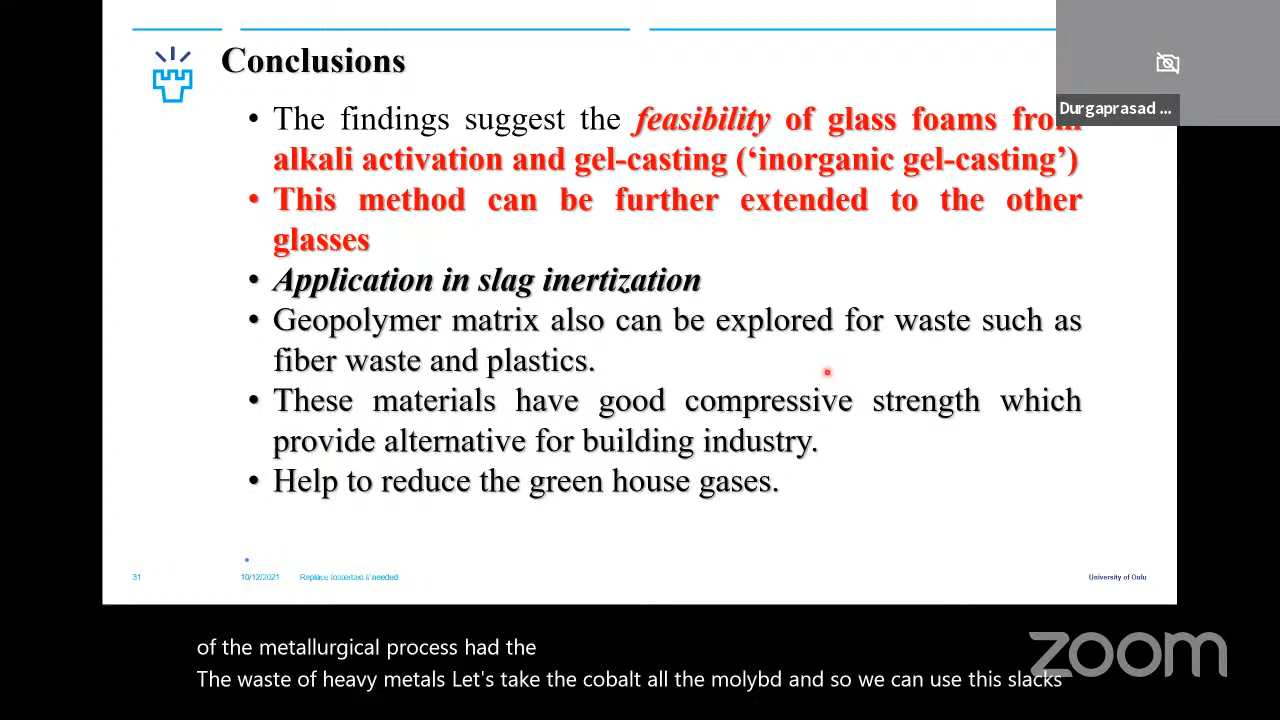 Conclusions
Durgaprasad ...
• The findings suggest the feasibility of glass foams from
alkali activation and gel-casting (‘inorganic gel-casting’)
• This method can be further extended to the other
glasses
• Application in slag inertization
• Geopolymer matrix also can be explored for waste such as
fiber waste and plastics.
• These materials have good compressive strength which
provide alternative for building industry.
• Help to reduce the green house gases.
•
31 10/12/2021 Replace footertext if needed University of Oulu
of the metallurgical process had the
The waste of heavy metals Let's take the cobalt all the molybd and so we can use this slacks
zoom